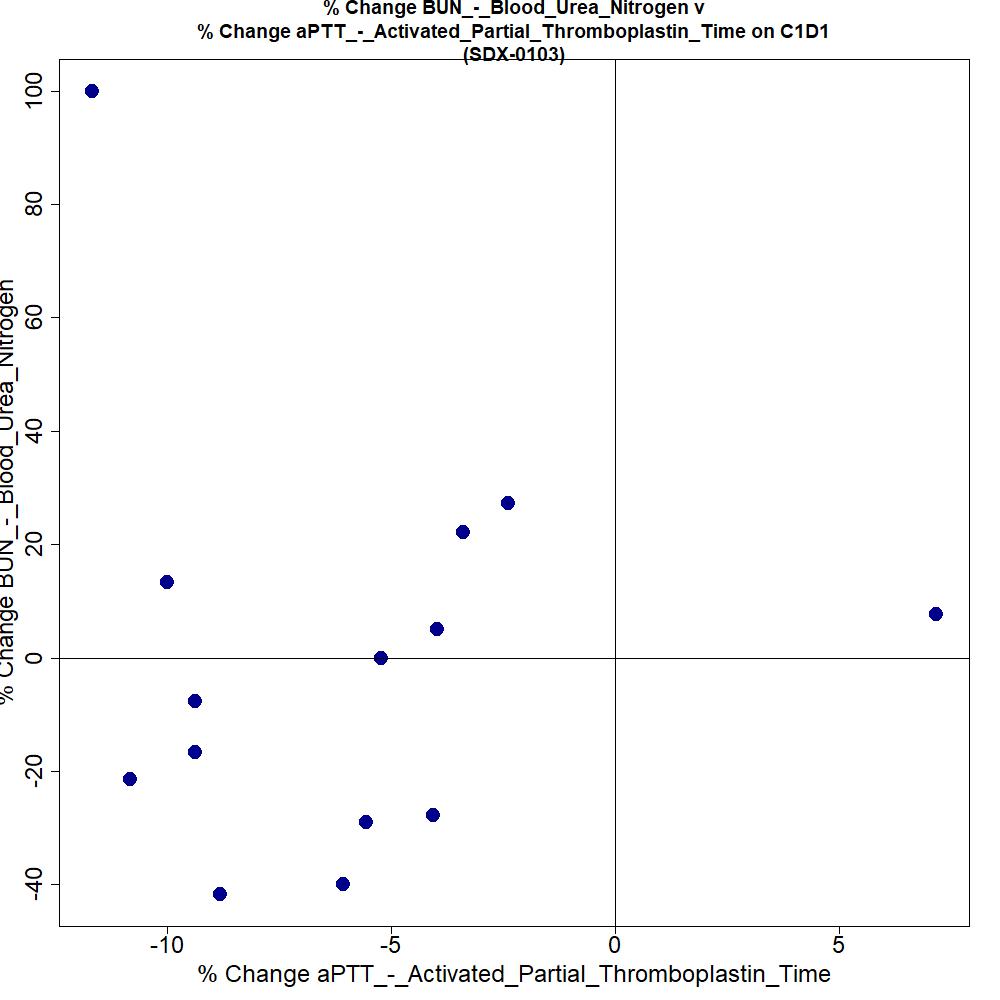 % Change BUN_-_Blood_Urea_Nitrogen v
% Change aPTT_-_Activated_Partial_Thromboplastin_Time on C1D1
(SDX-0103)
% Change BUN_-_Blood_Urea_Nitrogen
100
80
60
40
20
0
-20
-40
-10
-5
0
5
% Change aPTT_-_Activated_Partial_Thromboplastin_Time